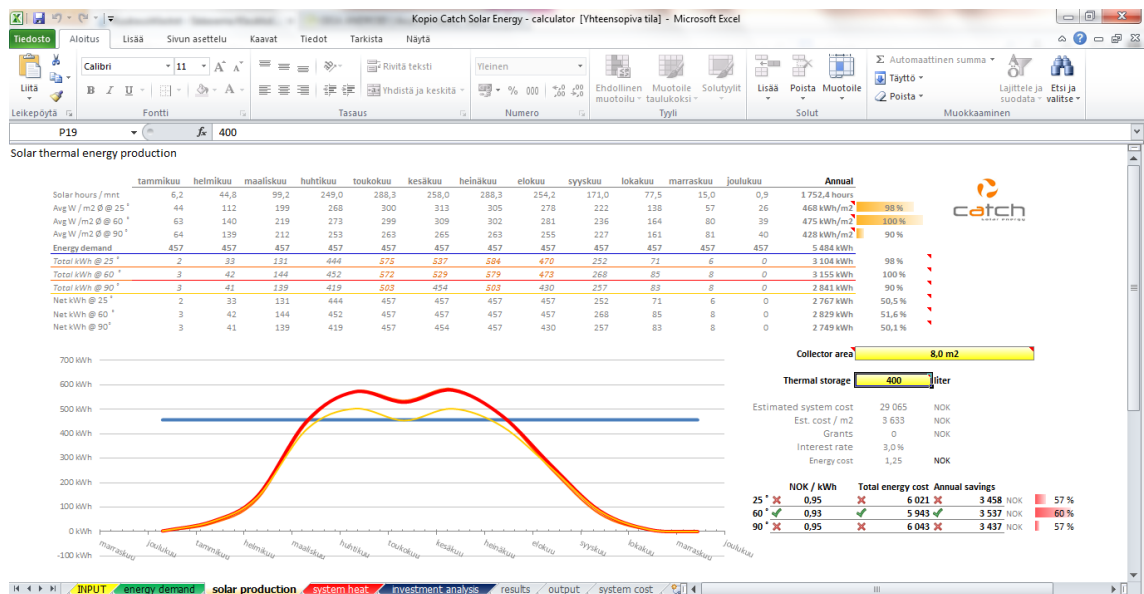 Kopio Catch Solar Energy - calculator [Yhteensopiva tila] - Microsoft Excel
Tiedosto Aloitus Lisää Sivun asettelu Kaavat Tiedot Tarkista Näytä
Liitä Calibri 11 Rivitä teksti Yleinen Ehdollinen muotoilu Muotoile taulukoksi Solutyylit Lisää Poista Muotoile Σ Automaattinen summa Täyttö Poista Lajittele ja suodata Etsi ja valitse
B I U A Yhdistä ja keskitä % 000
Leikepöytä Fontti Tasaus Numero Tyyli Solut Muokkaaminen
P19 fx 400
Solar thermal energy production
tammikuu helmikuu maaliskuu huhtikuu toukokuu kesäkuu heinäkuu elokuu syyskuu lokakuu marraskuu joulukuu Annual
Solar hours / mnt 6,2 44,8 99,2 249,0 288,3 258,0 288,3 254,2 171,0 77,5 15,0 0,9 1 752,4 hours
Avg W / m2 Ø @ 25 ° 44 112 199 268 300 313 305 278 222 138 57 26 468 kWh/m2 98 %
Avg W / m2 Ø @ 60 ° 63 140 219 273 299 309 302 281 236 164 80 39 475 kWh/m2 100 %
Avg W / m2 Ø @ 90 ° 64 139 212 253 263 265 263 255 227 161 81 40 428 kWh/m2 90 %
Energy demand 457 457 457 457 457 457 457 457 457 457 457 457 5 484 kWh
Total kWh @ 25 ° 2 33 131 444 575 537 584 470 252 71 6 0 3 104 kWh 98 %
Total kWh @ 60 ° 3 42 144 452 572 529 579 473 268 85 8 0 3 155 kWh 100 %
Total kWh @ 90 ° 3 41 139 419 503 454 503 430 257 83 8 0 2 841 kWh 90 %
Net kWh @ 25 ° 2 33 131 444 457 457 457 457 252 71 6 0 2 767 kWh 50,5 %
Net kWh @ 60 ° 3 42 144 452 457 457 457 457 268 85 8 0 2 829 kWh 51,6 %
Net kWh @ 90° 3 41 139 419 457 454 457 430 257 83 8 0 2 749 kWh 50,1 %
catch
solar energy
Collector area 8,0 m2
Thermal storage 400 liter
Estimated system cost 29 065 NOK
Est. cost / m2 3 633 NOK
Grants 0 NOK
Interest rate 3,0 %
Energy cost 1,25 NOK
NOK / kWh Total energy cost Annual savings
25 ° 0,95 6 021 3 458 NOK 57 %
60 ° 0,93 5 943 3 537 NOK 60 %
90 ° 0,95 6 043 3 437 NOK 57 %
700 kWh
600 kWh
500 kWh
400 kWh
300 kWh
200 kWh
100 kWh
0 kWh
-100 kWh
marraskuu joulukuu tammikuu helmikuu maaliskuu huhtikuu toukokuu kesäkuu heinäkuu elokuu syyskuu lokakuu marraskuu joulukuu
INPUT energy demand solar production system heat investment analysis results output system cost